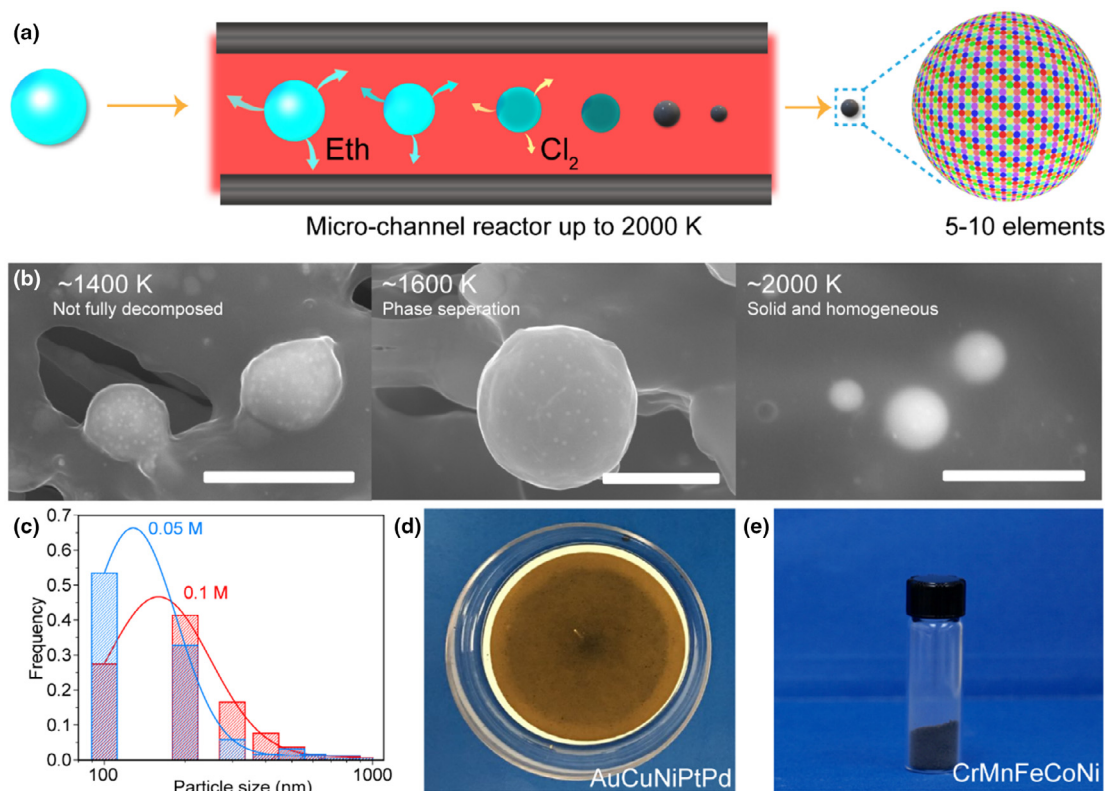 (a)
Eth
Cl2
Micro-channel reactor up to 2000 K
5-10 elements
(b)
~1400 K
Not fully decomposed
~1600 K
Phase seperation
~2000 K
Solid and homogeneous
(c)
0.7
0.6
0.5
0.4
0.3
0.2
0.1
0.0
Frequency
0.05 M
0.1 M
100
1000
Particle size (nm)
(d)
AuCuNiPtPd
(e)
CrMnFeCoNi